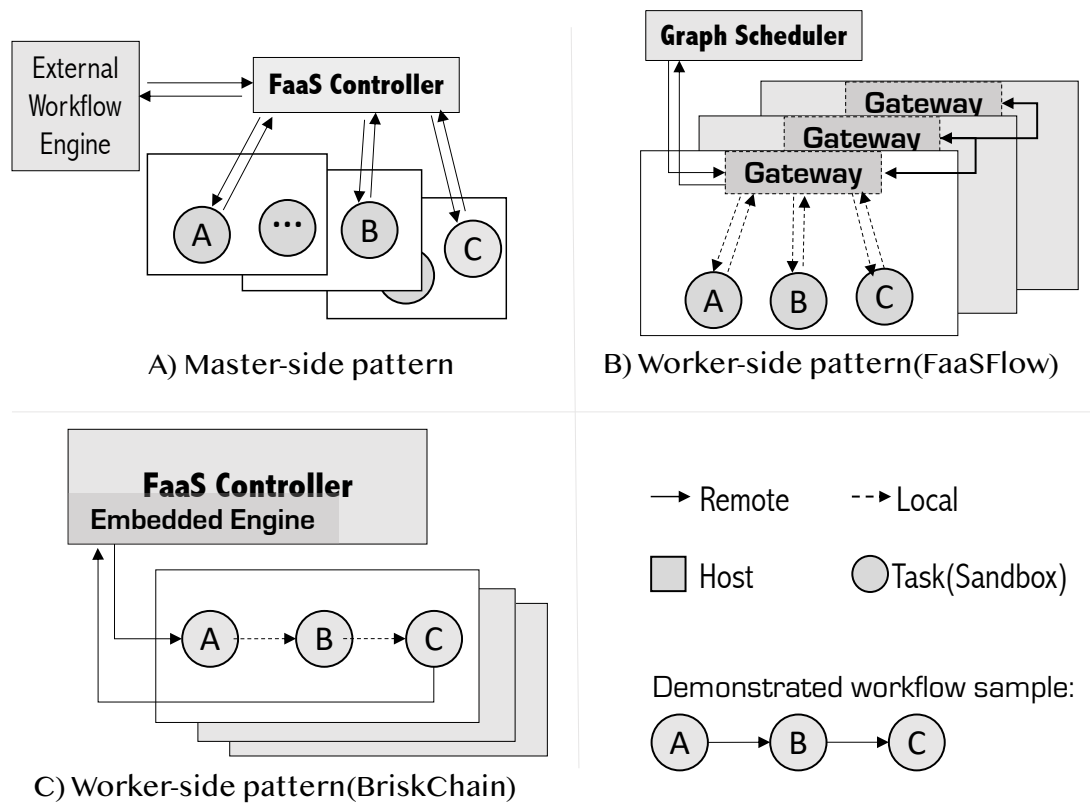 External
Workflow
Engine
FaaS Controller
A
...
B
C
A) Master-side pattern
Graph Scheduler
Gateway
Gateway
Gateway
A
B
C
B) Worker-side pattern(FaaSFlow)
FaaS Controller
Embedded Engine
A
B
C
C) Worker-side pattern(BriskChain)
Remote
Local
Host
Task(Sandbox)
Demonstrated workflow sample:
A
B
C